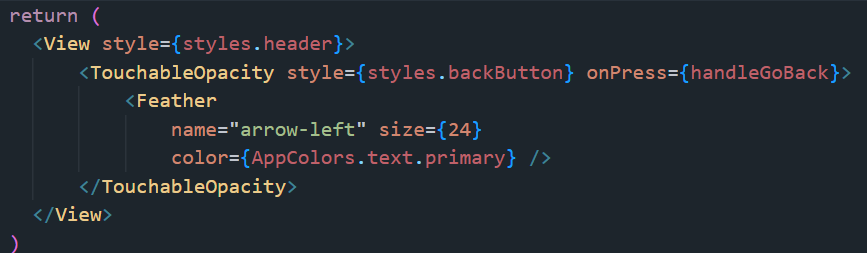 return (
<View style={styles.header}>
<TouchableOpacity style={styles.backButton} onPress={handleGoBack}>
<Feather
name="arrow-left" size={24}
color={AppColors.text.primary} />
</TouchableOpacity>
</View>
)